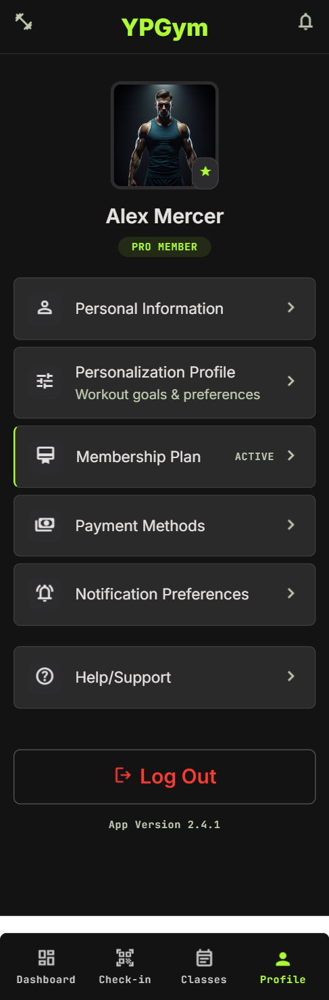 YPGym
Alex Mercer
PRO MEMBER
Personal Information
Personalization Profile
Workout goals & preferences
Membership Plan ACTIVE
Payment Methods
Notification Preferences
Help/Support
Log Out
App Version 2.4.1
Dashboard Check-in Classes Profile